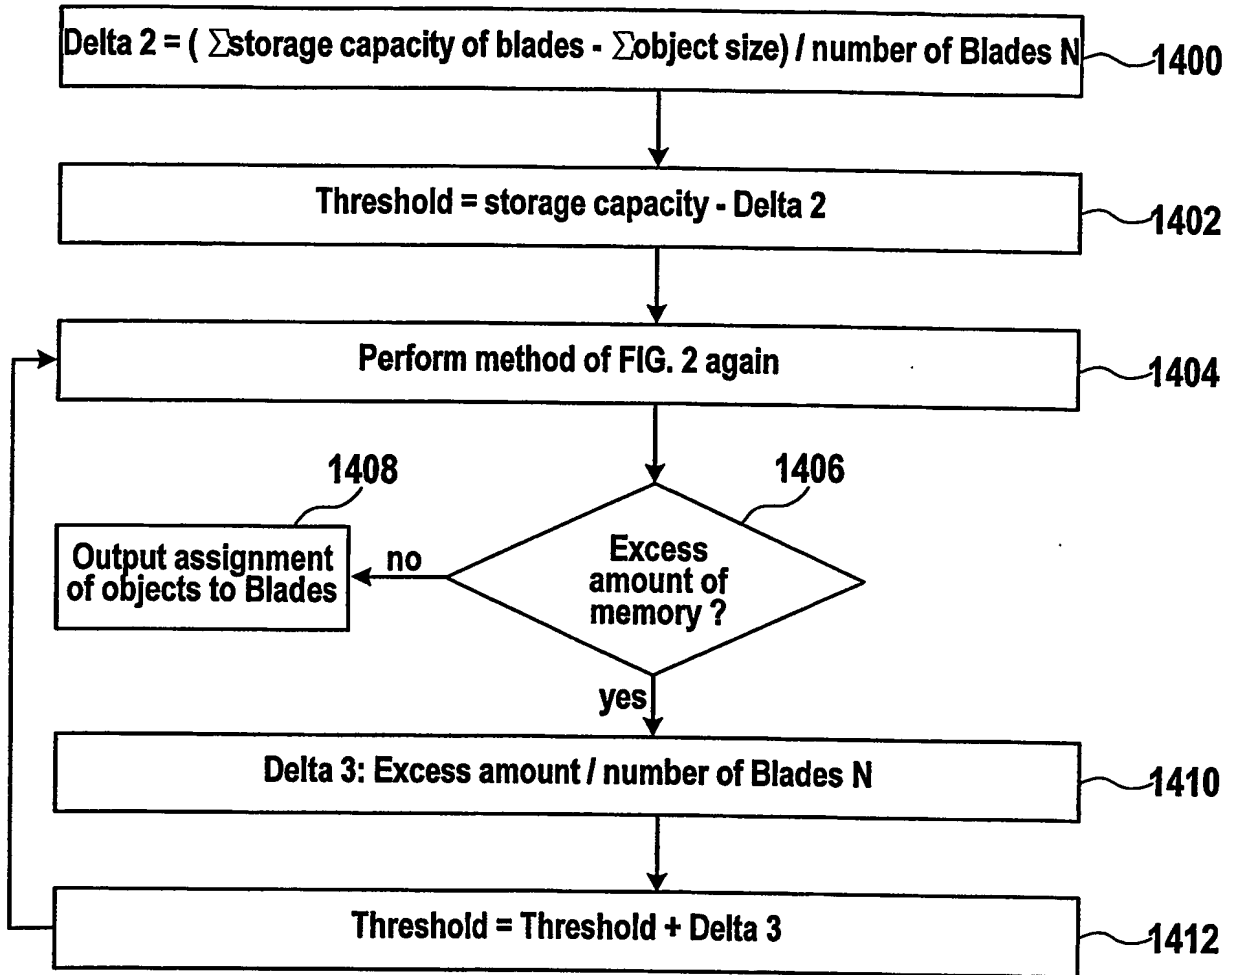 Delta 2 = ( ∑storage capacity of blades - ∑object size) / number of Blades N
1400
Threshold = storage capacity - Delta 2
1402
Perform method of FIG. 2 again
1404
1408
1406
Output assignment
of objects to Blades
no
Excess
amount of
memory ?
yes
Delta 3: Excess amount / number of Blades N
1410
Threshold = Threshold + Delta 3
1412